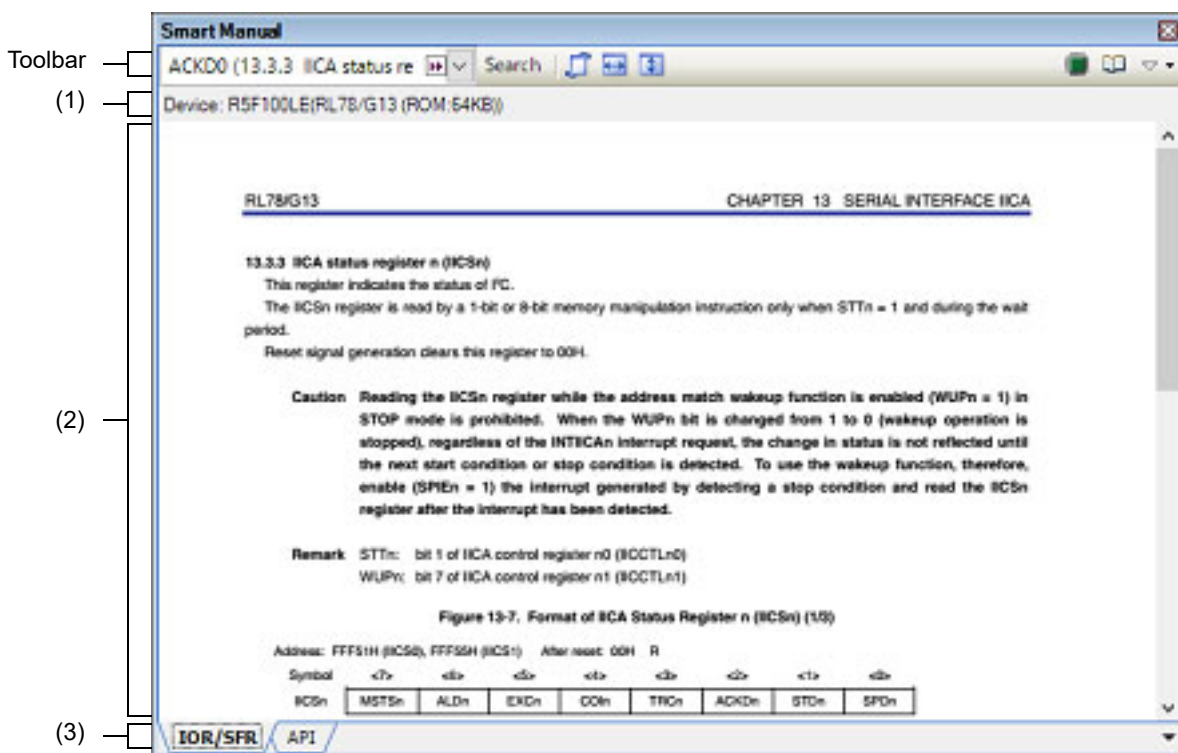 Smart Manual
Toolbar
ACKD0 (13.3.3 IICA status re
Search
(1)
Device: R5F100LE(RL78/G13 (ROM:64KB))
(2)
RL78/G13 CHAPTER 13 SERIAL INTERFACE IICA
13.3.3 IICA status register n (IICSn)
This register indicates the status of I²C.
The IICSn register is read by a 1-bit or 8-bit memory manipulation instruction only when STTn = 1 and during the wait
period.
Reset signal generation clears this register to 00H.
Caution Reading the IICSn register while the address match wakeup function is enabled (WUPn = 1) in
STOP mode is prohibited. When the WUPn bit is changed from 1 to 0 (wakeup operation is
stopped), regardless of the INTIICAn interrupt request, the change in status is not reflected until
the next start condition or stop condition is detected. To use the wakeup function, therefore,
enable (SPIEn = 1) the interrupt generated by detecting a stop condition and read the IICSn
register after the interrupt has been detected.
Remark STTn: bit 1 of IICA control register n0 (IICCTLn0)
WUPn: bit 7 of IICA control register n1 (IICCTLn1)
Figure 13-7. Format of IICA Status Register n (IICSn) (1/3)
Address: FFF51H (IICS0), FFF55H (IICS1) After reset: 00H R
Symbol <7> <6> <5> <4> <3> <2> <1> <0>
IICSn MSTSn ALDn EXCn COIn TRCn ACKDn STDn SPDn
(3)
IOR/SFR API